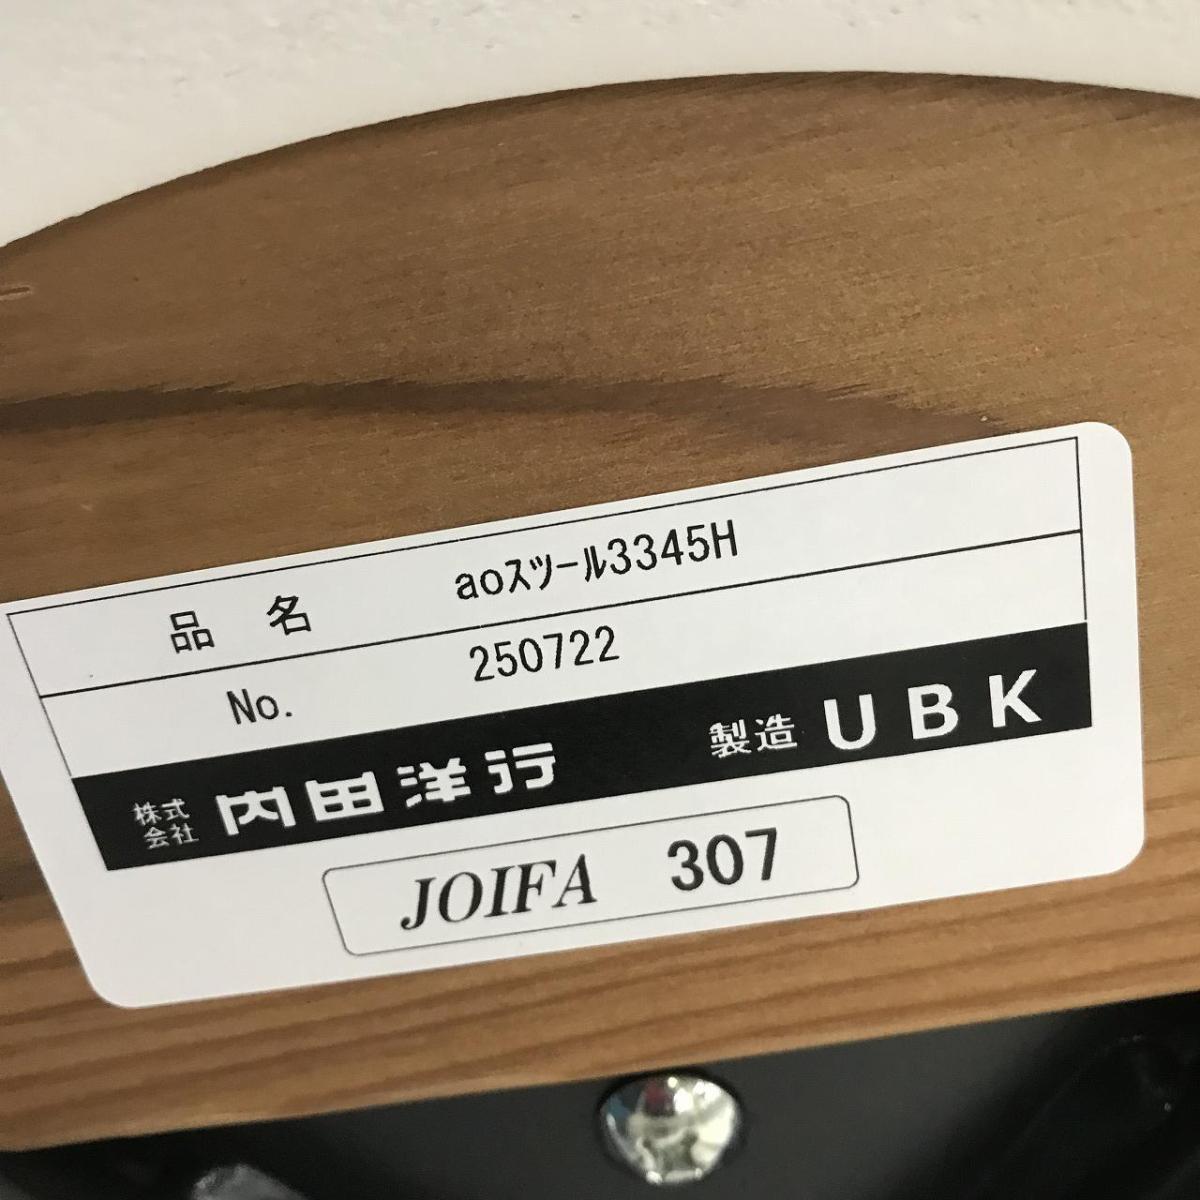 品 名 aoスツール3345H
No. 250722
株式会社 内田洋行 製造 UBK
JOIFA 307